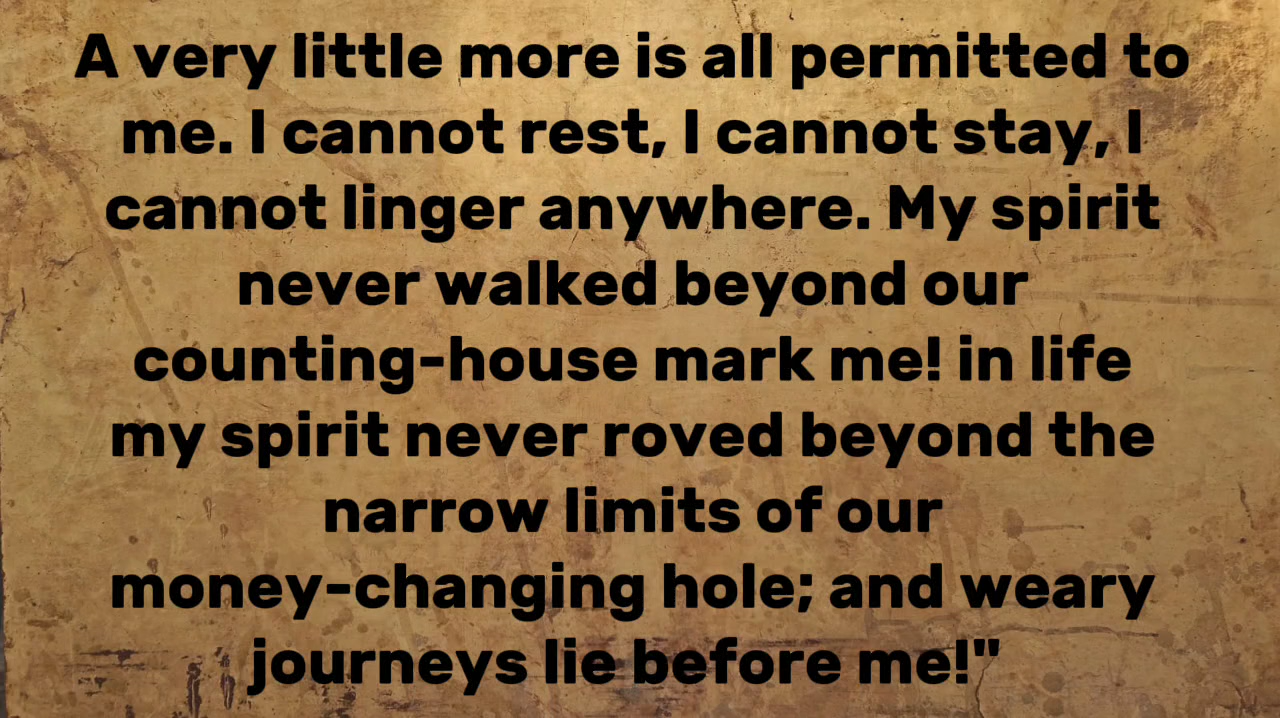 A very little more is all permitted to
me. I cannot rest, I cannot stay, I
cannot linger anywhere. My spirit
never walked beyond our
counting-house mark me! in life
my spirit never roved beyond the
narrow limits of our
money-changing hole; and weary
journeys lie before me!"